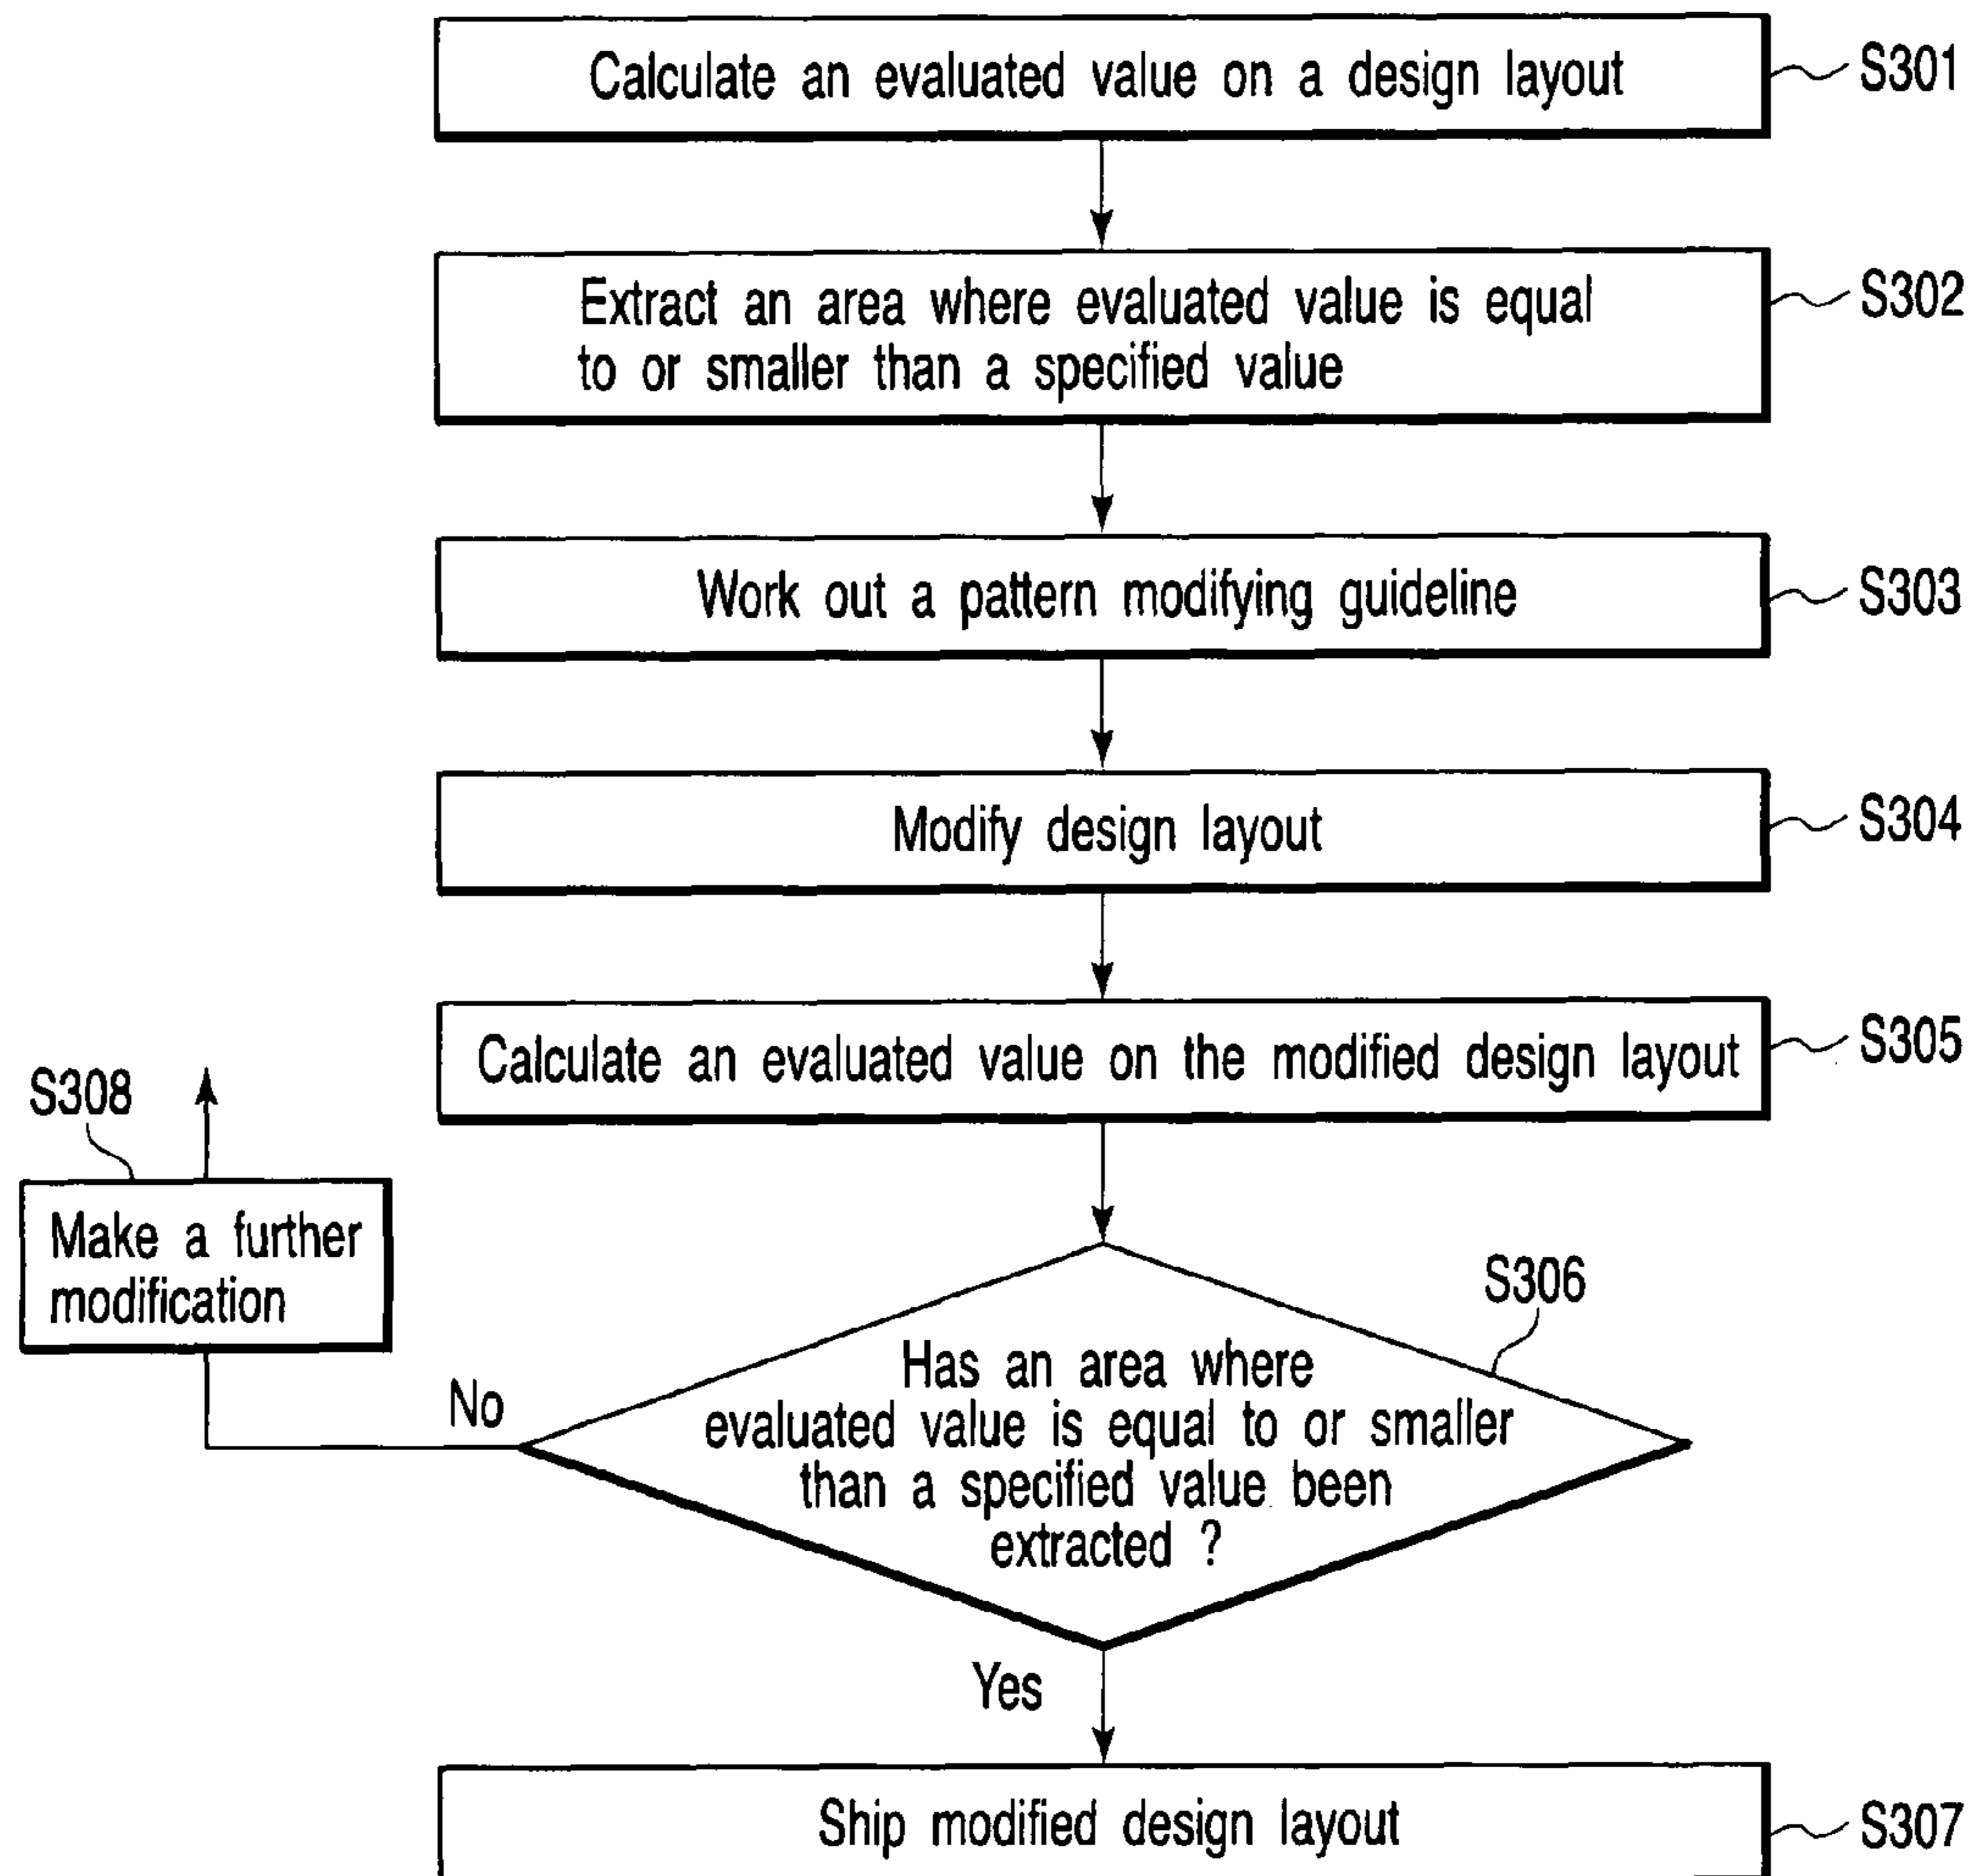 Calculate an evaluated value on a design layout
S301
Extract an area where evaluated value is equal
to or smaller than a specified value
S302
Work out a pattern modifying guideline
S303
Modify design layout
S304
Calculate an evaluated value on the modified design layout
S305
S308
Make a further
modification
S306
Has an area where
evaluated value is equal to or smaller
than a specified value been
extracted ?
No
Yes
Ship modified design layout
S307